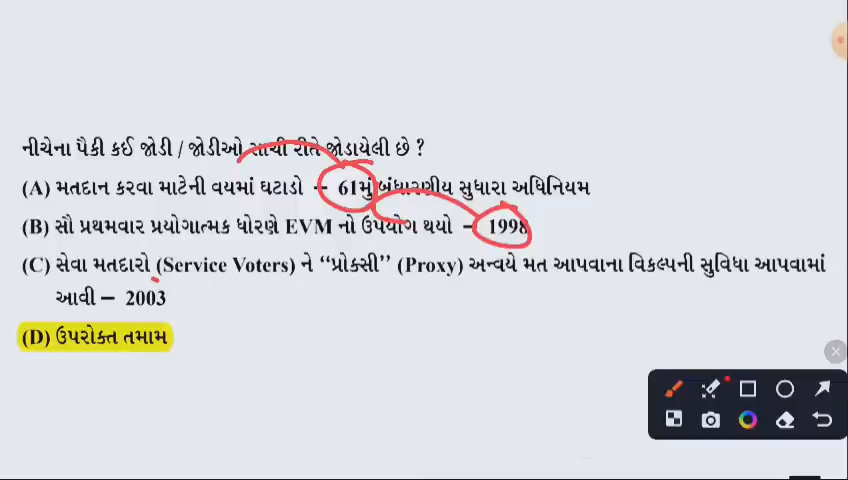 નીચેના પૈકી કઈ જોડી / જોડીઓ સાચી રીતે જોડાયેલી છે ?
(A) મતદાન કરવા માટેની વયમાં ઘટાડો – 61મું બંધારણીય સુધારા અધિનિયમ
(B) સૌ પ્રથમવાર પ્રયોગાત્મક ધોરણે EVM નો ઉપયોગ થયો – 1998
(C) સેવા મતદારો (Service Voters) ને “પ્રોક્સી” (Proxy) અન્વયે મત આપવાના વિકલ્પની સુવિધા આપવામાં
આવી – 2003
(D) ઉપરોક્ત તમામ